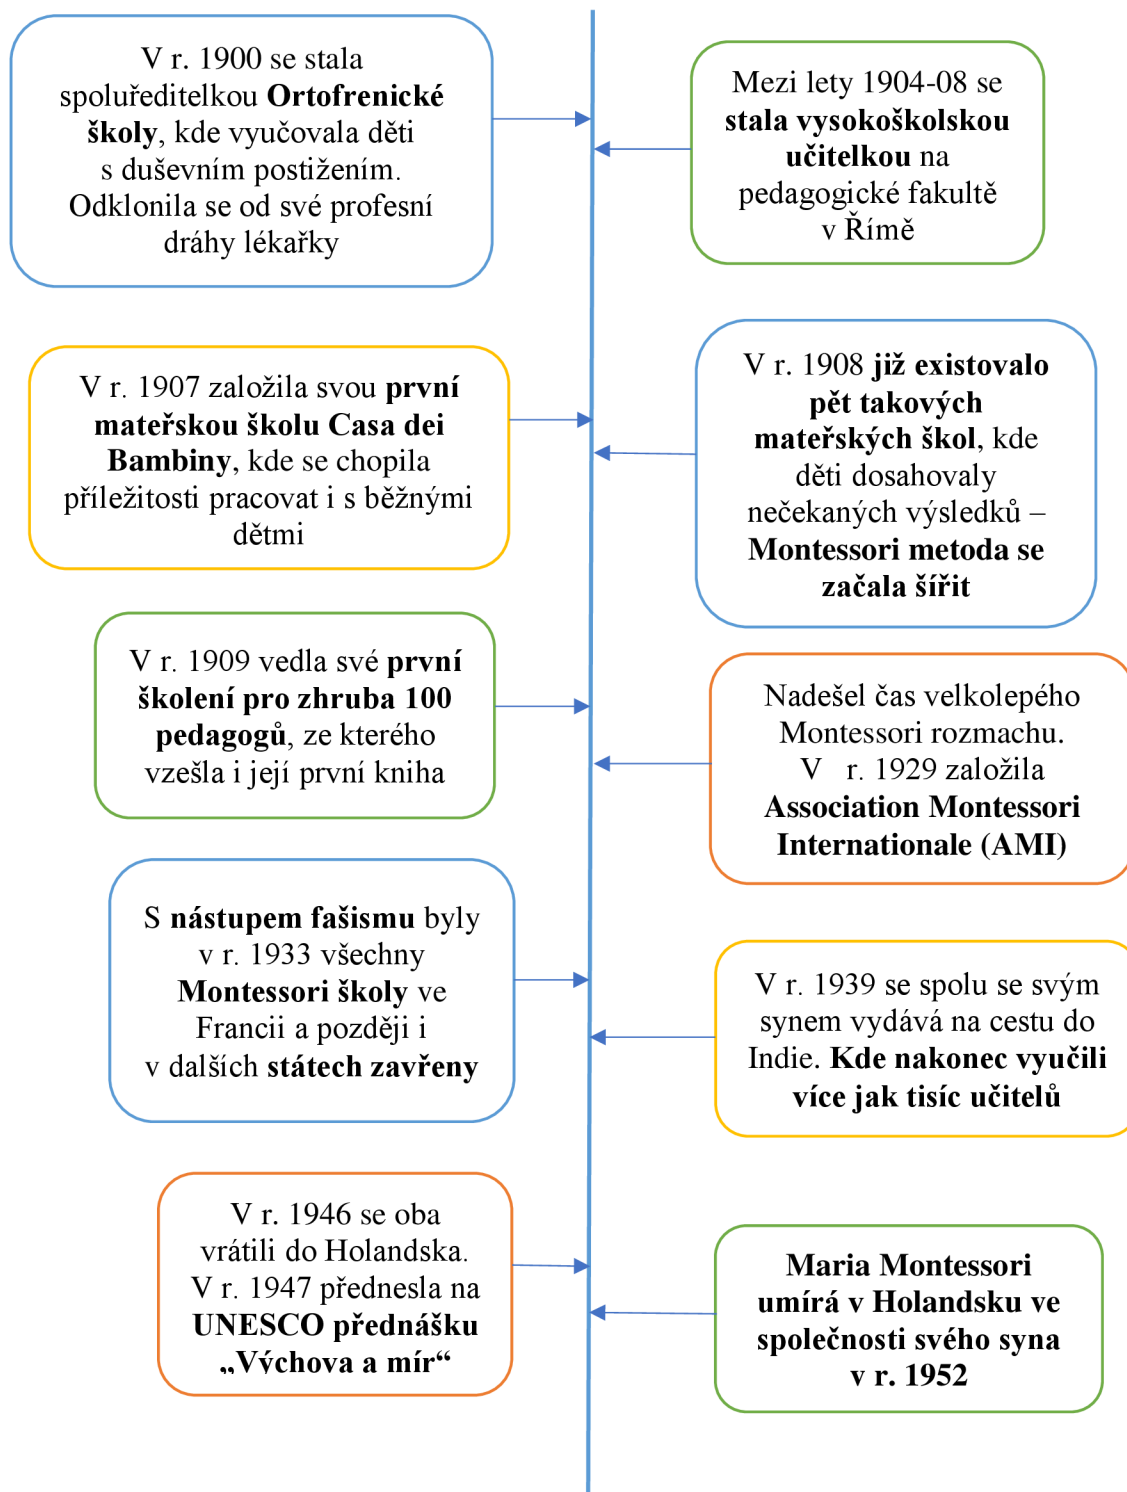 V r. 1900 se stala
spoluředitelkou Ortofrenické
školy, kde vyučovala děti
s duševním postižením.
Odklonila se od své profesní
dráhy lékařky
Mezi lety 1904-08 se
stala vysokoškolskou
učitelkou na
pedagogické fakultě
v Římě
V r. 1907 založila svou první
mateřskou školu Casa dei
Bambiny, kde se chopila
příležitosti pracovat i s běžnými
dětmi
V r. 1908 již existovalo
pět takových
mateřských škol, kde
děti dosahovaly
nečekaných výsledků –
Montessori metoda se
začala šířit
V r. 1909 vedla své první
školení pro zhruba 100
pedagogů, ze kterého
vzešla i její první kniha
Nadešel čas velkolepého
Montessori rozmachu.
V r. 1929 založila
Association Montessori
Internationale (AMI)
S nástupem fašismu byly
v r. 1933 všechny
Montessori školy ve
Francii a později i
v dalších státech zavřeny
V r. 1939 se spolu se svým
synem vydává na cestu do
Indie. Kde nakonec vyučili
více jak tisíc učitelů
V r. 1946 se oba
vrátili do Holandska.
V r. 1947 přednesla na
UNESCO přednášku
„Výchova a mír“
Maria Montessori
umírá v Holandsku ve
společnosti svého syna
v r. 1952